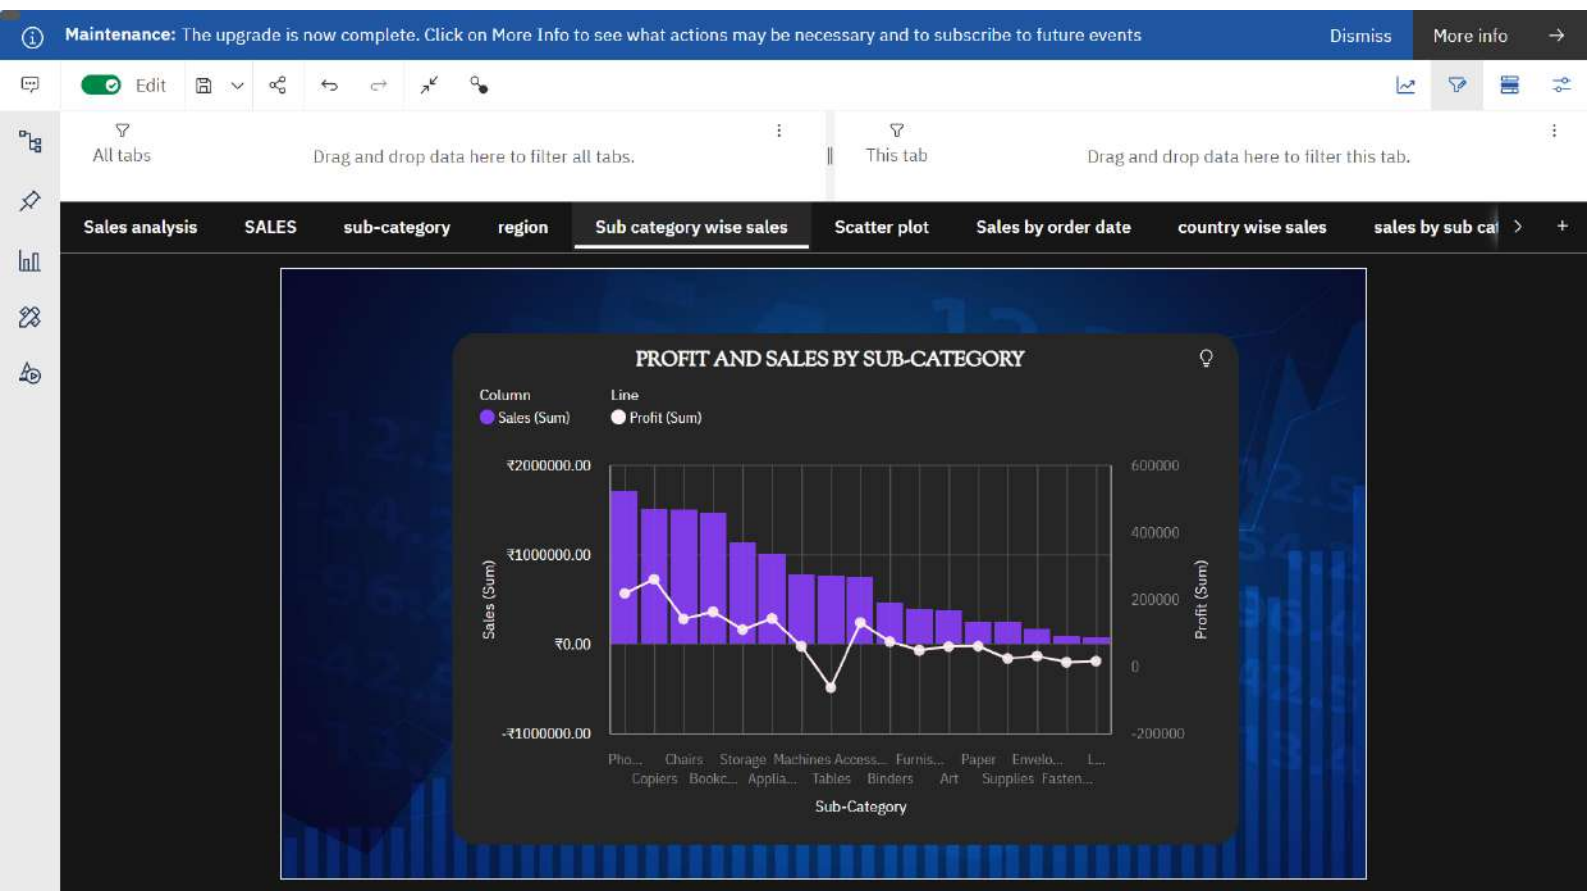 Maintenance: The upgrade is now complete. Click on More Info to see what actions may be necessary and to subscribe to future events
Dismiss
More info
Edit
All tabs
Drag and drop data here to filter all tabs.
This tab
Drag and drop data here to filter this tab.
Sales analysis
SALES
sub-category
region
Sub category wise sales
Scatter plot
Sales by order date
country wise sales
sales by sub cat
PROFIT AND SALES BY SUB-CATEGORY
Column
Line
Sales (Sum)
Profit (Sum)
₹2000000.00
₹1000000.00
₹0.00
-₹1000000.00
Sales (Sum)
600000
400000
200000
0
-200000
Profit (Sum)
Pho... Chairs Storage Machines Access... Furnis... Paper Envelo... L...
Copiers Bookc... Applia... Tables Binders Art Supplies Fasten...
Sub-Category